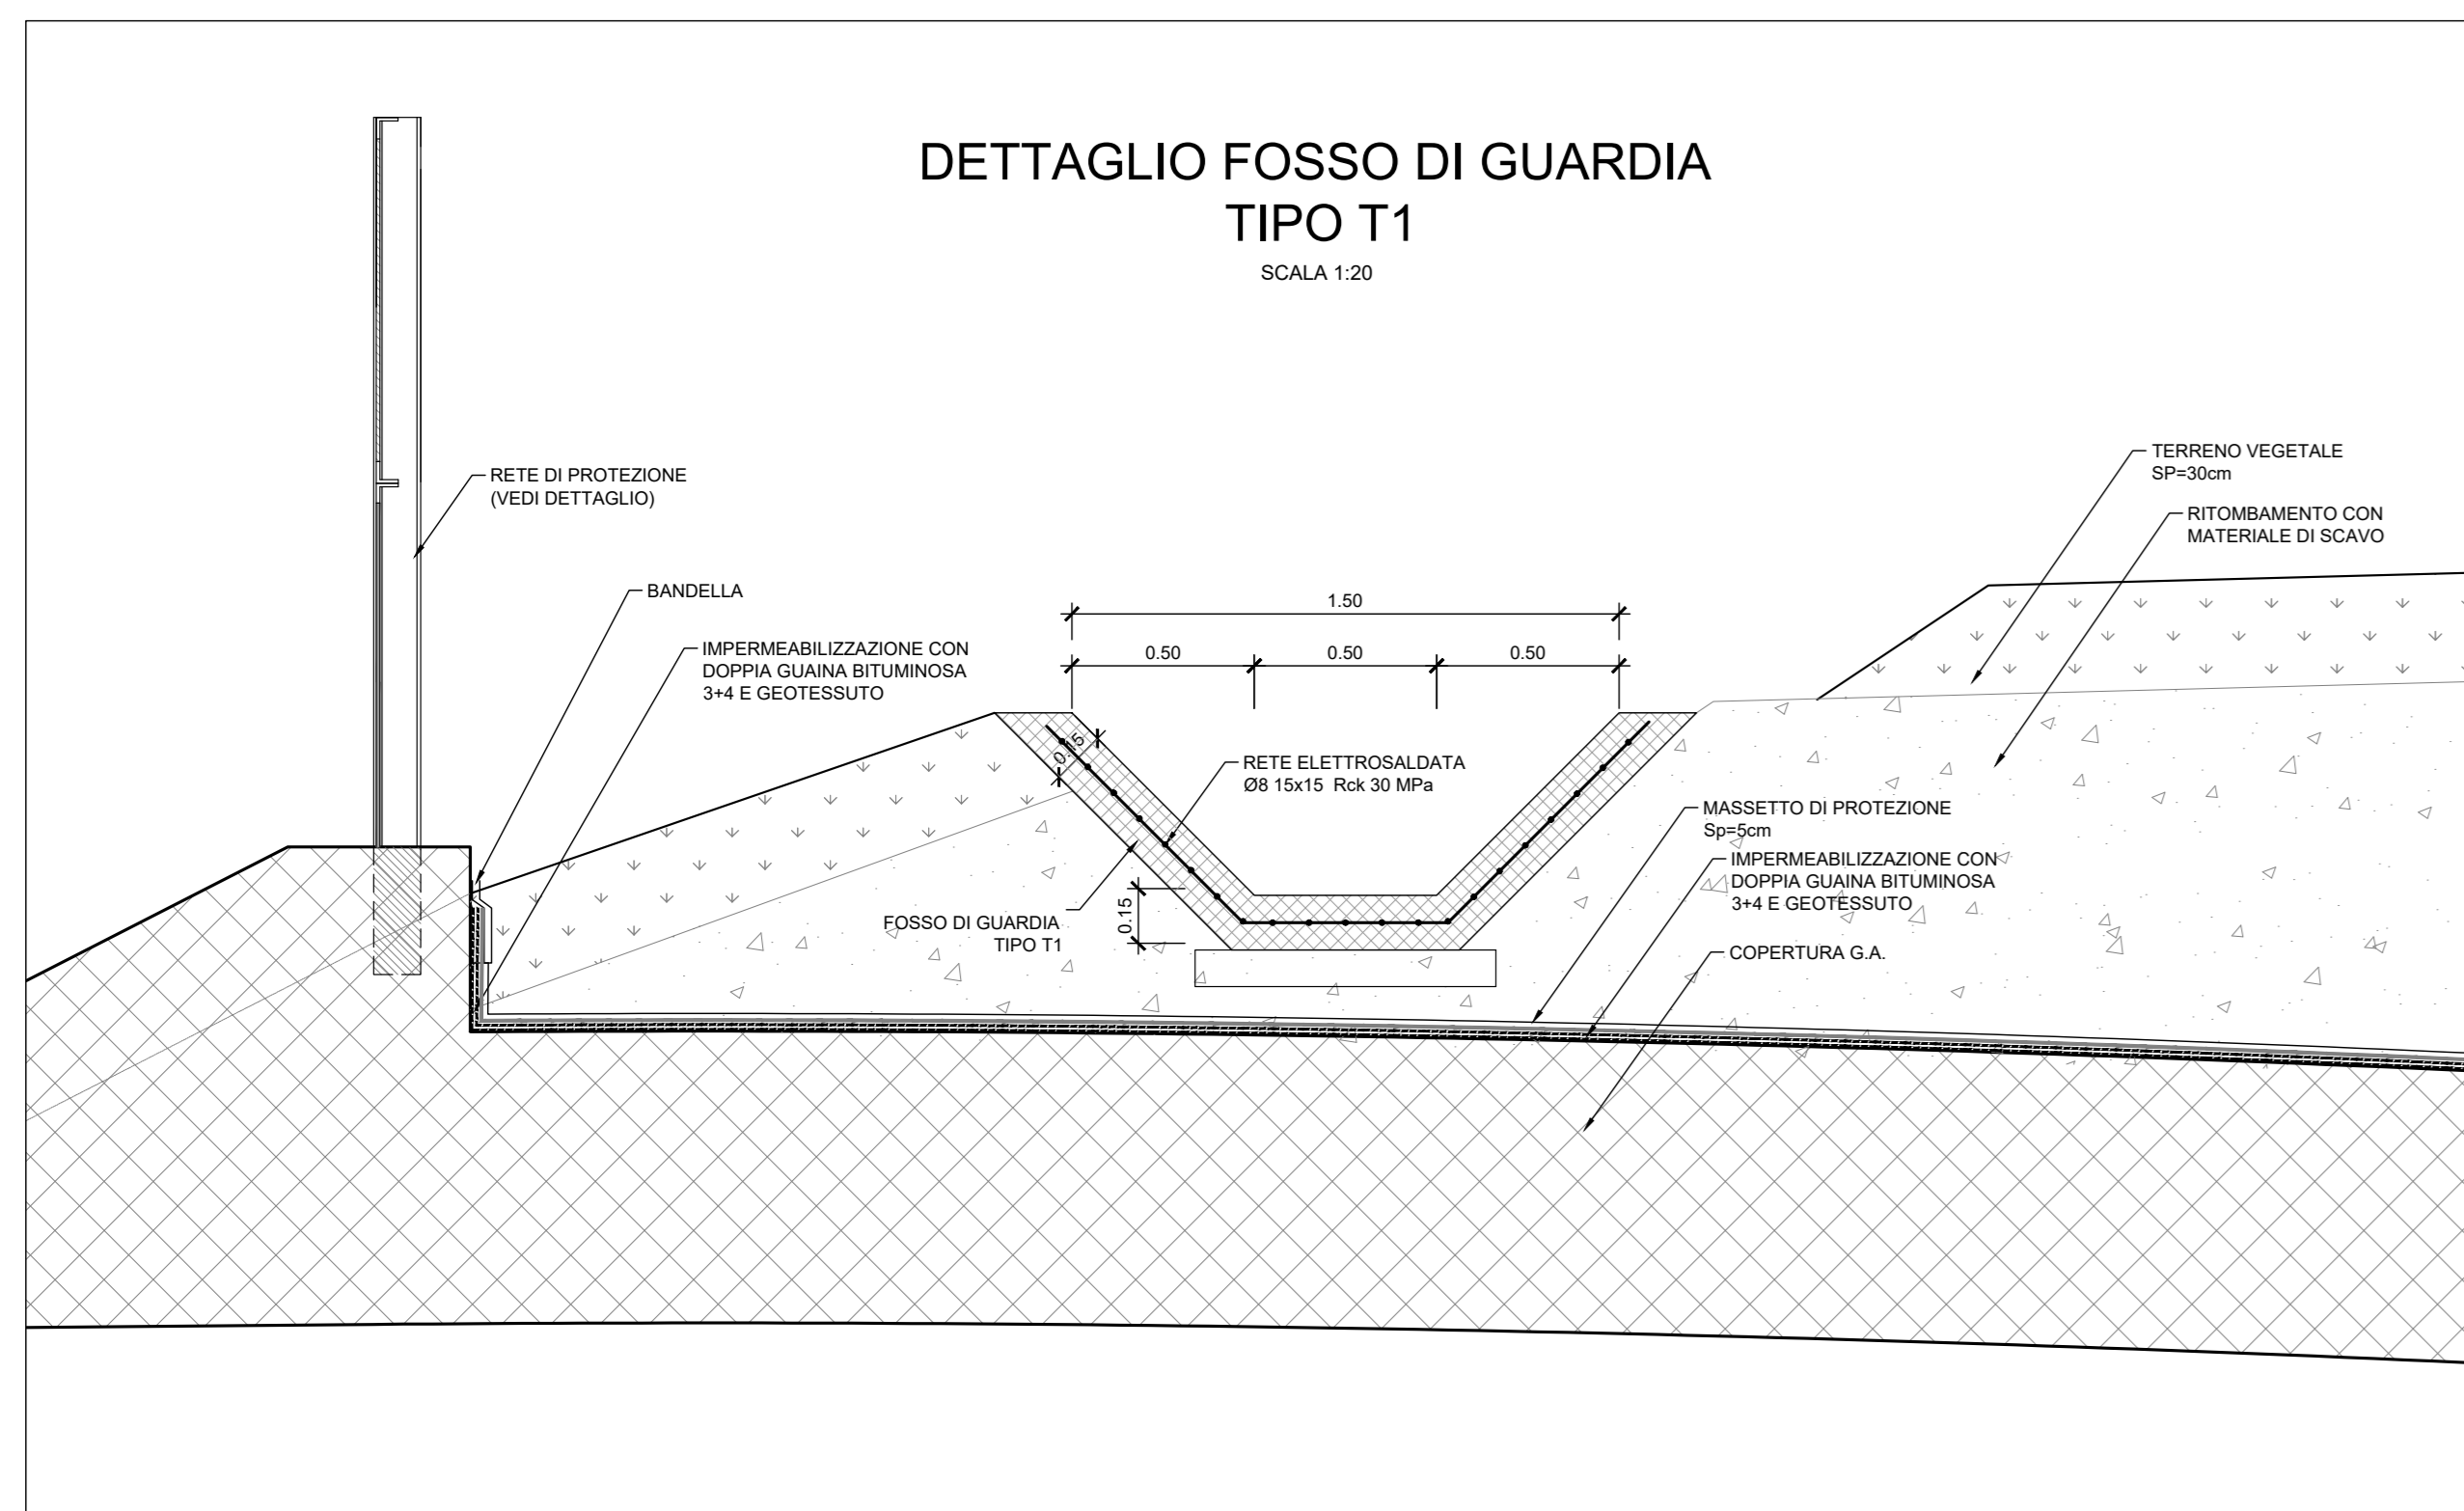 DETTAGLIO FOSSO DI GUARDIA
TIPO T1
SCALA 1:20
RETE DI PROTEZIONE
(VEDI DETTAGLIO)
TERRENO VEGETALE
SP=30cm
RITOMBAMENTO CON
MATERIALE DI SCAVO
BANDELLA
1.50
IMPERMEABILIZZAZIONE CON
DOPPIA GUAINA BITUMINOSA
3+4 E GEOTESSUTO
0.50
0.50
0.50
0.15
RETE ELETTROSALDATA
Ø8 15x15 Rck 30 MPa
MASSETTO DI PROTEZIONE
Sp=5cm
IMPERMEABILIZZAZIONE CON
DOPPIA GUAINA BITUMINOSA
3+4 E GEOTESSUTO
0.15
FOSSO DI GUARDIA
TIPO T1
COPERTURA G.A.